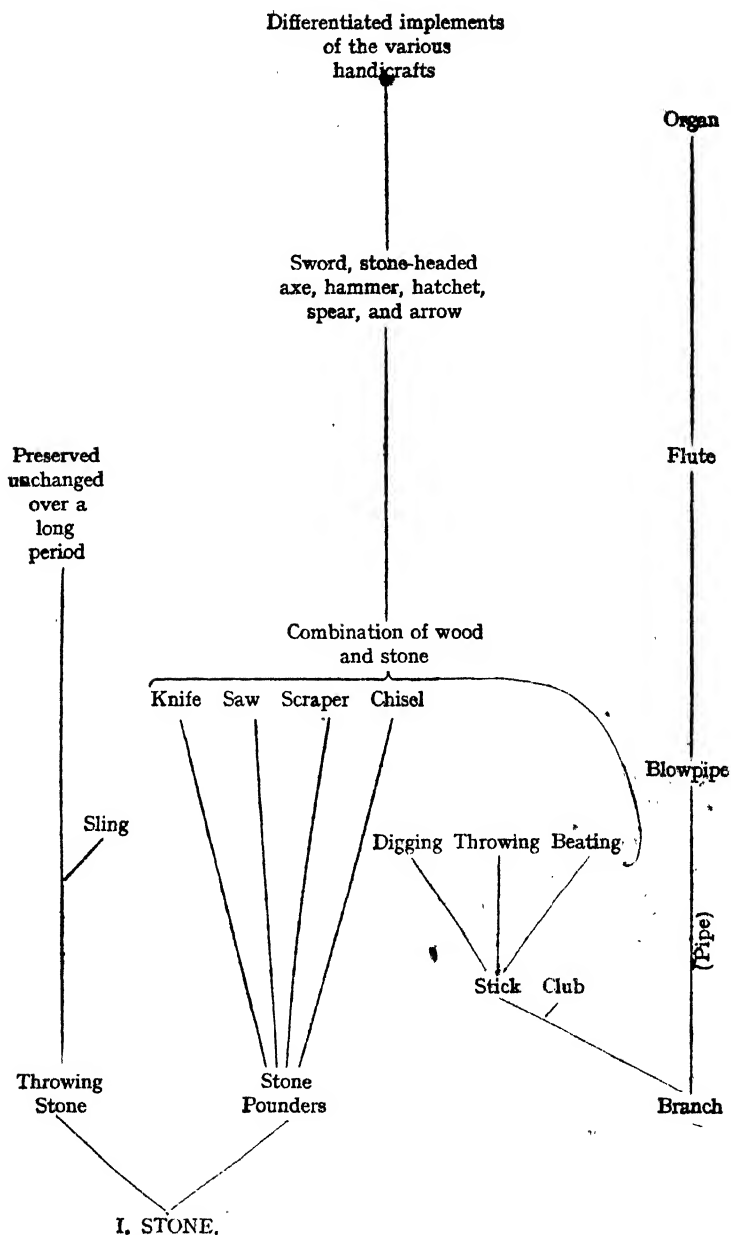 Differentiated implements
of the various
handicrafts
Organ
Sword, stone-headed
axe, hammer, hatchet,
spear, and arrow
Preserved
unchanged
over a
long
period
Flute
Combination of wood
and stone
Knife Saw Scraper Chisel
Blowpipe
Sling
Digging Throwing Beating
(Pipe)
Stick Club
Throwing
Stone
Stone
Pounders
Branch
I. STONE.